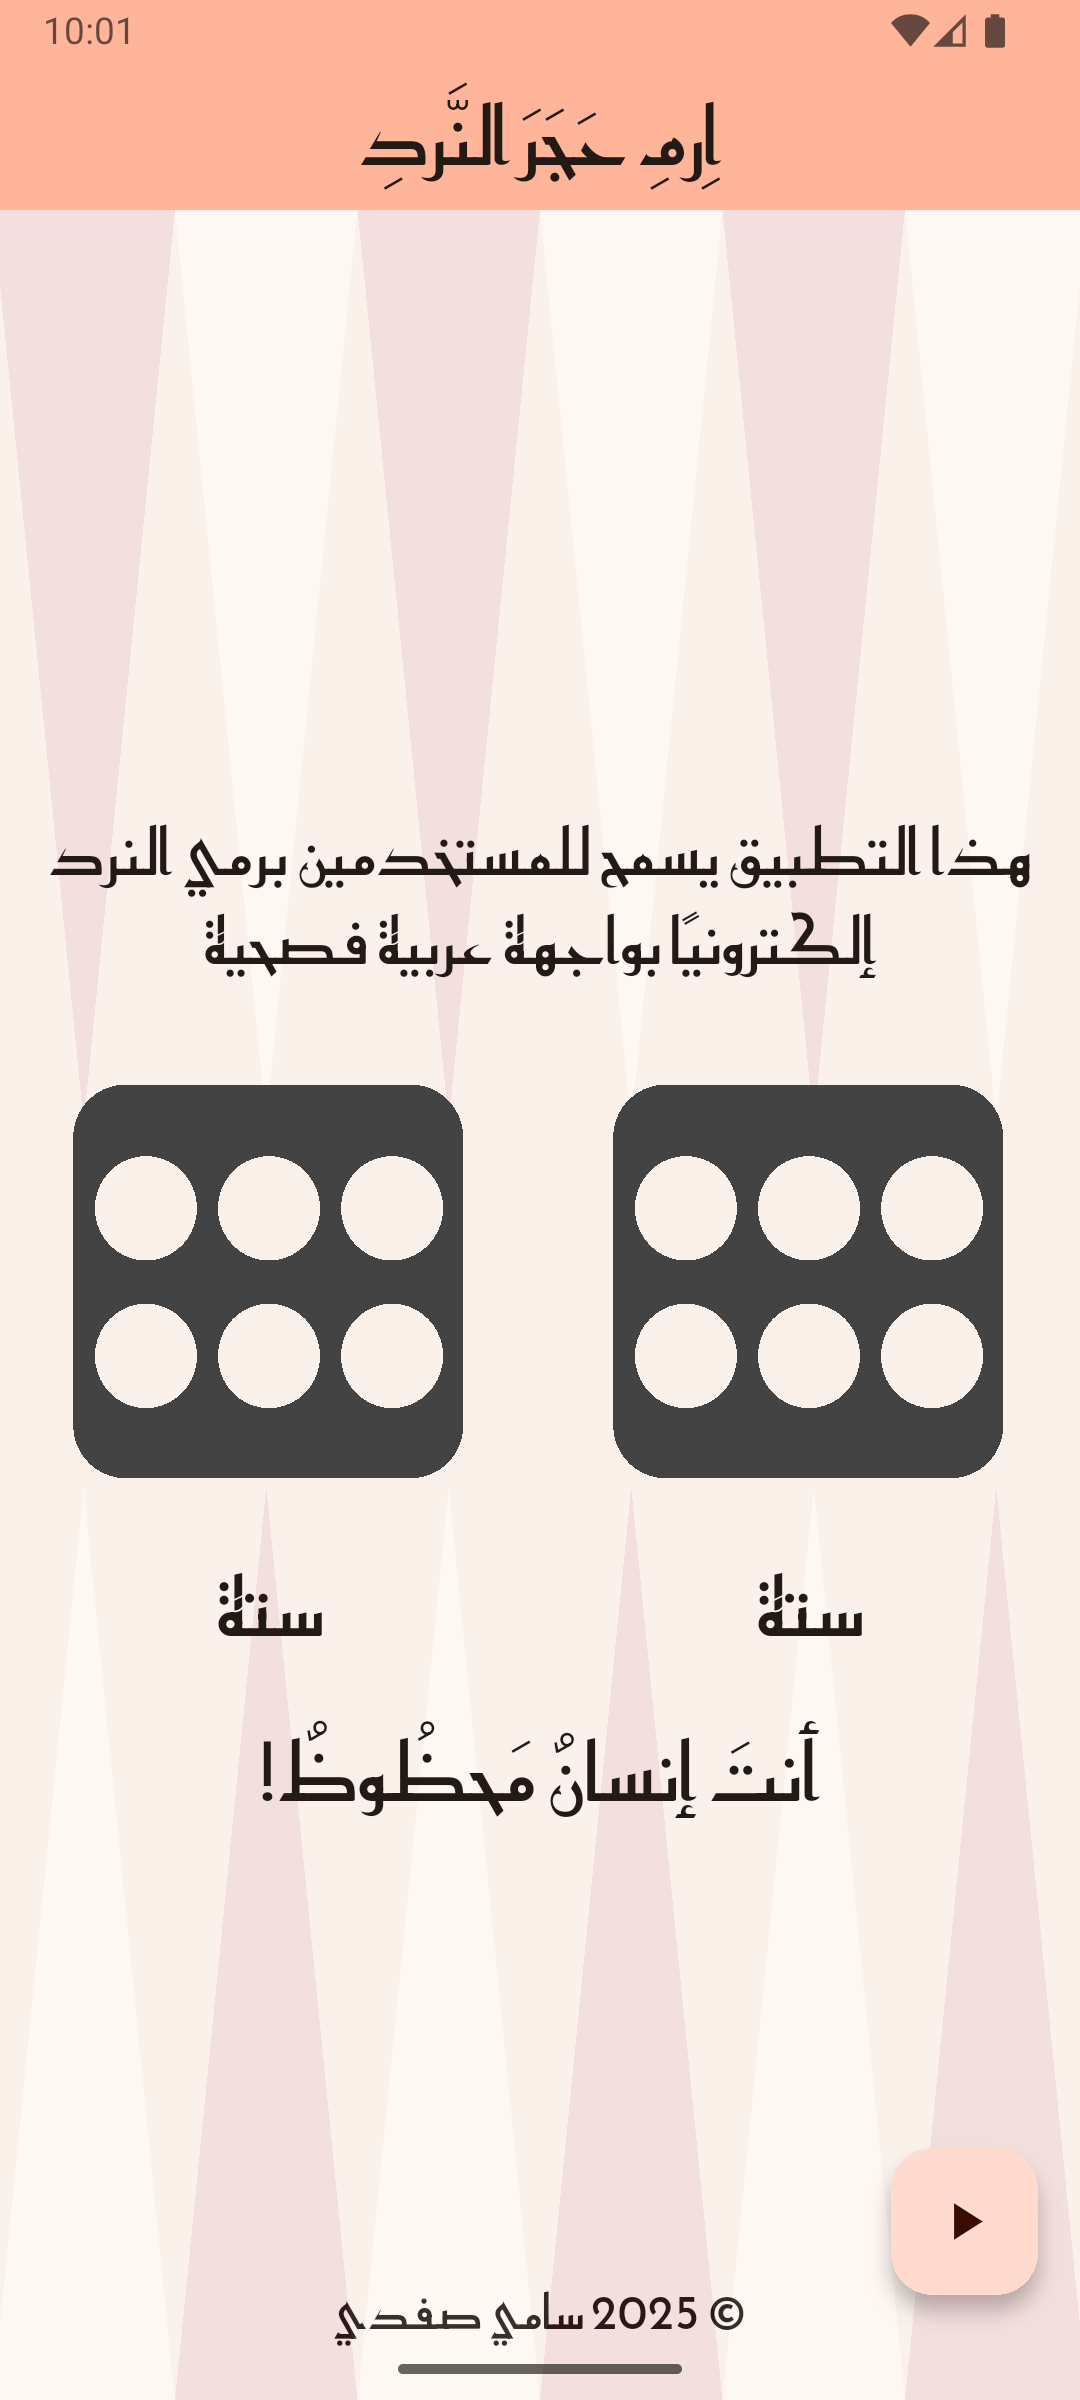 10:01
اِرمِ حَجَرَ النَّردِ
هذا التطبيق يسمح للمستخدمين برمي النرد
إلكترونيًا بواجهة عربية فصحية
ستة ستة
أنتَ إنسانٌ مَحظُوظٌ!
© 2025 سامي صفدي